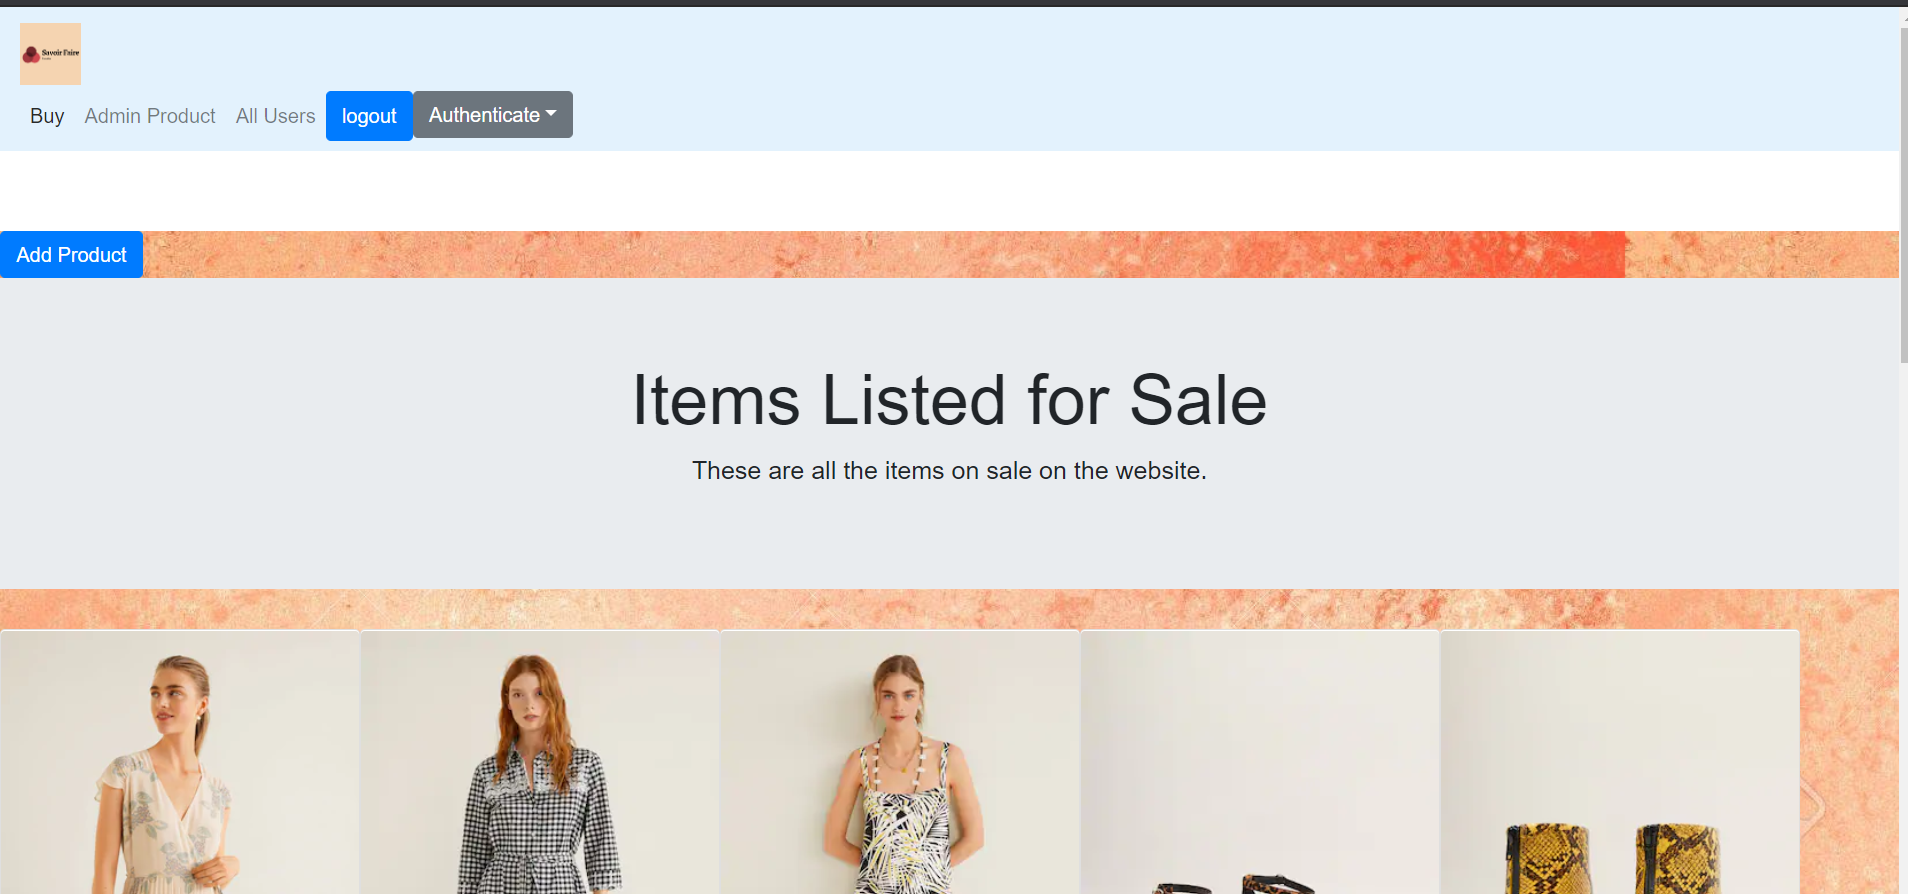 Savoir Faire
Buy Admin Product All Users logout Authenticate
Add Product
Items Listed for Sale
These are all the items on sale on the website.